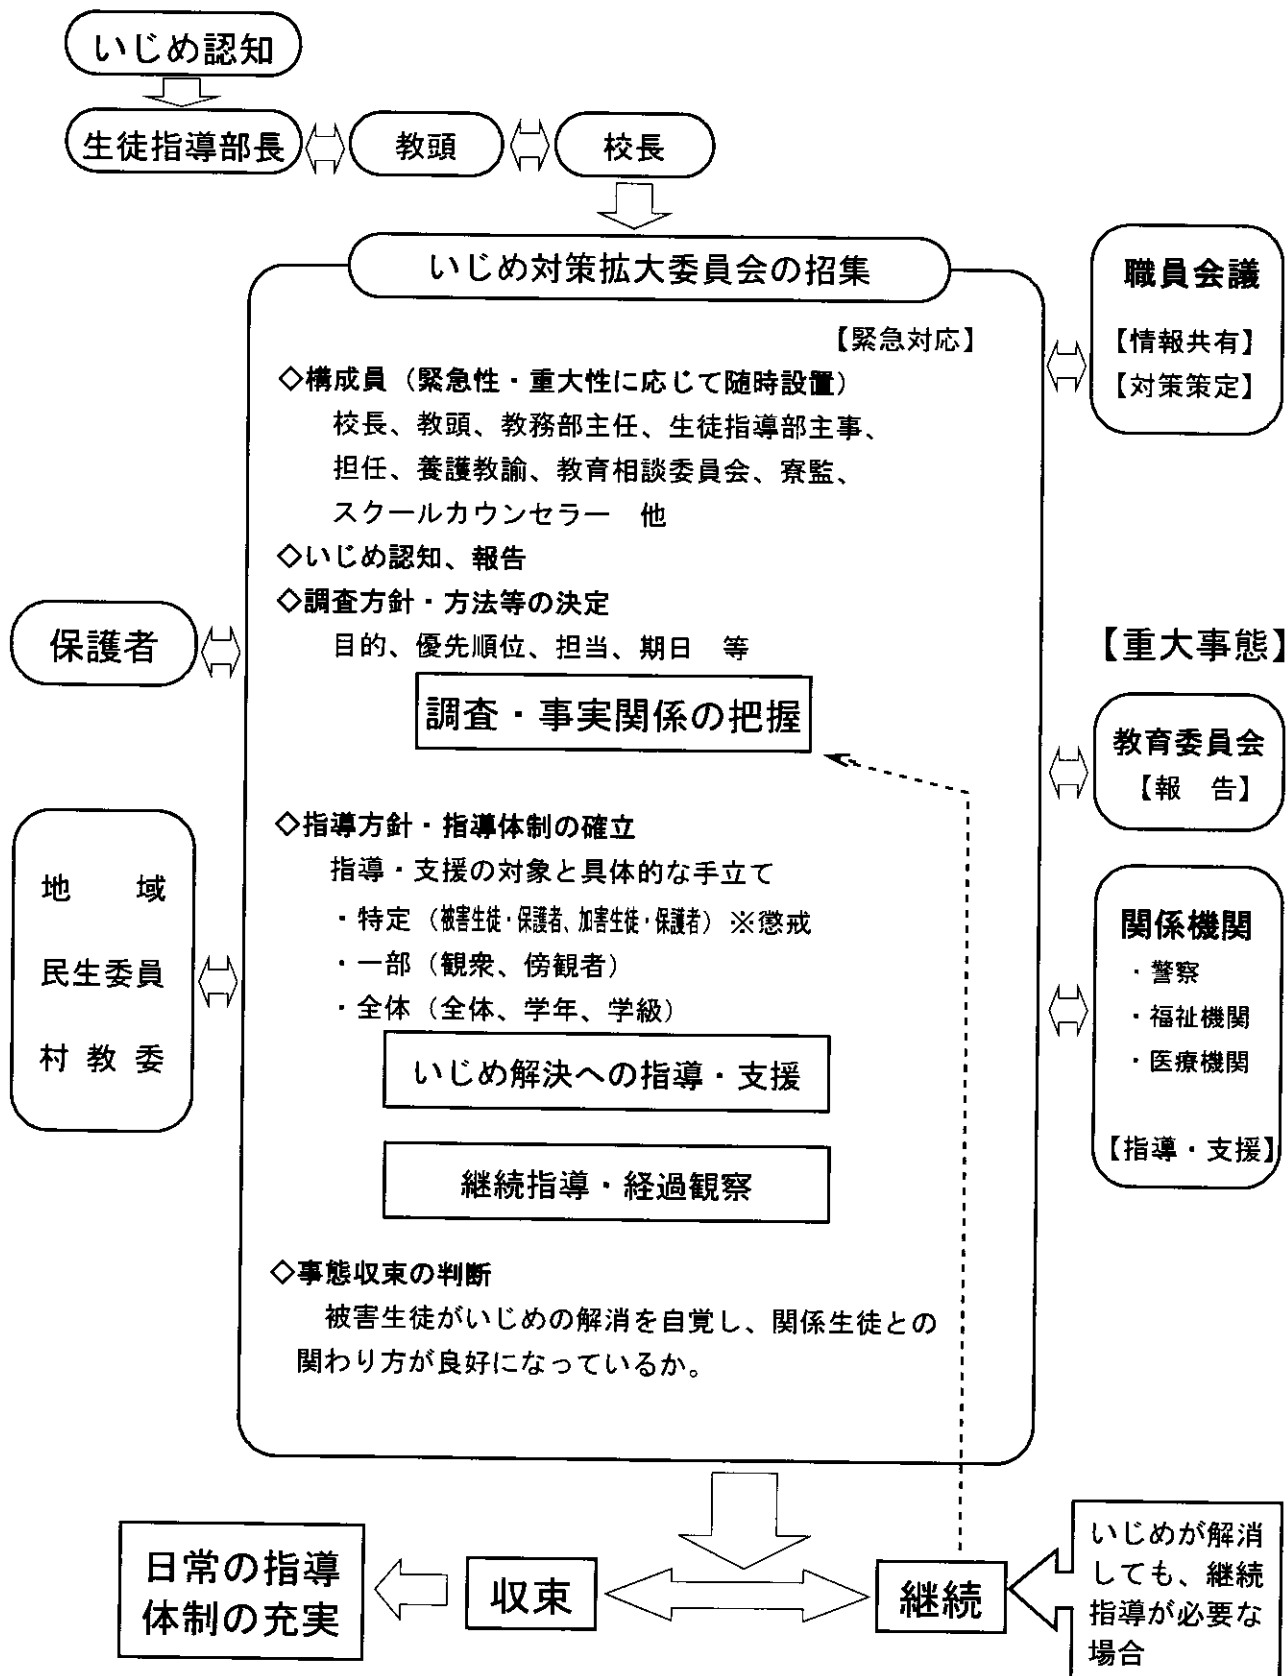 いじめ認知
生徒指導部長
教頭
校長
いじめ対策拡大委員会の招集
【緊急対応】
◇構成員（緊急性・重大性に応じて随時設置）
校長、教頭、教務部主任、生徒指導部主事、
担任、養護教諭、教育相談委員会、寮監、
スクールカウンセラー　他
◇いじめ認知、報告
◇調査方針・方法等の決定
目的、優先順位、担当、期日　等
調査・事実関係の把握
◇指導方針・指導体制の確立
指導・支援の対象と具体的な手立て
・特定（被害生徒・保護者、加害生徒・保護者）※懲戒
・一部（観衆、傍観者）
・全体（全体、学年、学級）
いじめ解決への指導・支援
継続指導・経過観察
◇事態収束の判断
被害生徒がいじめの解消を自覚し、関係生徒との
関わり方が良好になっているか。
職員会議
【情報共有】
【対策策定】
保護者
地　　域
民生委員
村 教 委
【重大事態】
教育委員会
【報　告】
関係機関
・警察
・福祉機関
・医療機関
【指導・支援】
日常の指導
体制の充実
収束
継続
いじめが解消
しても、継続
指導が必要な
場合